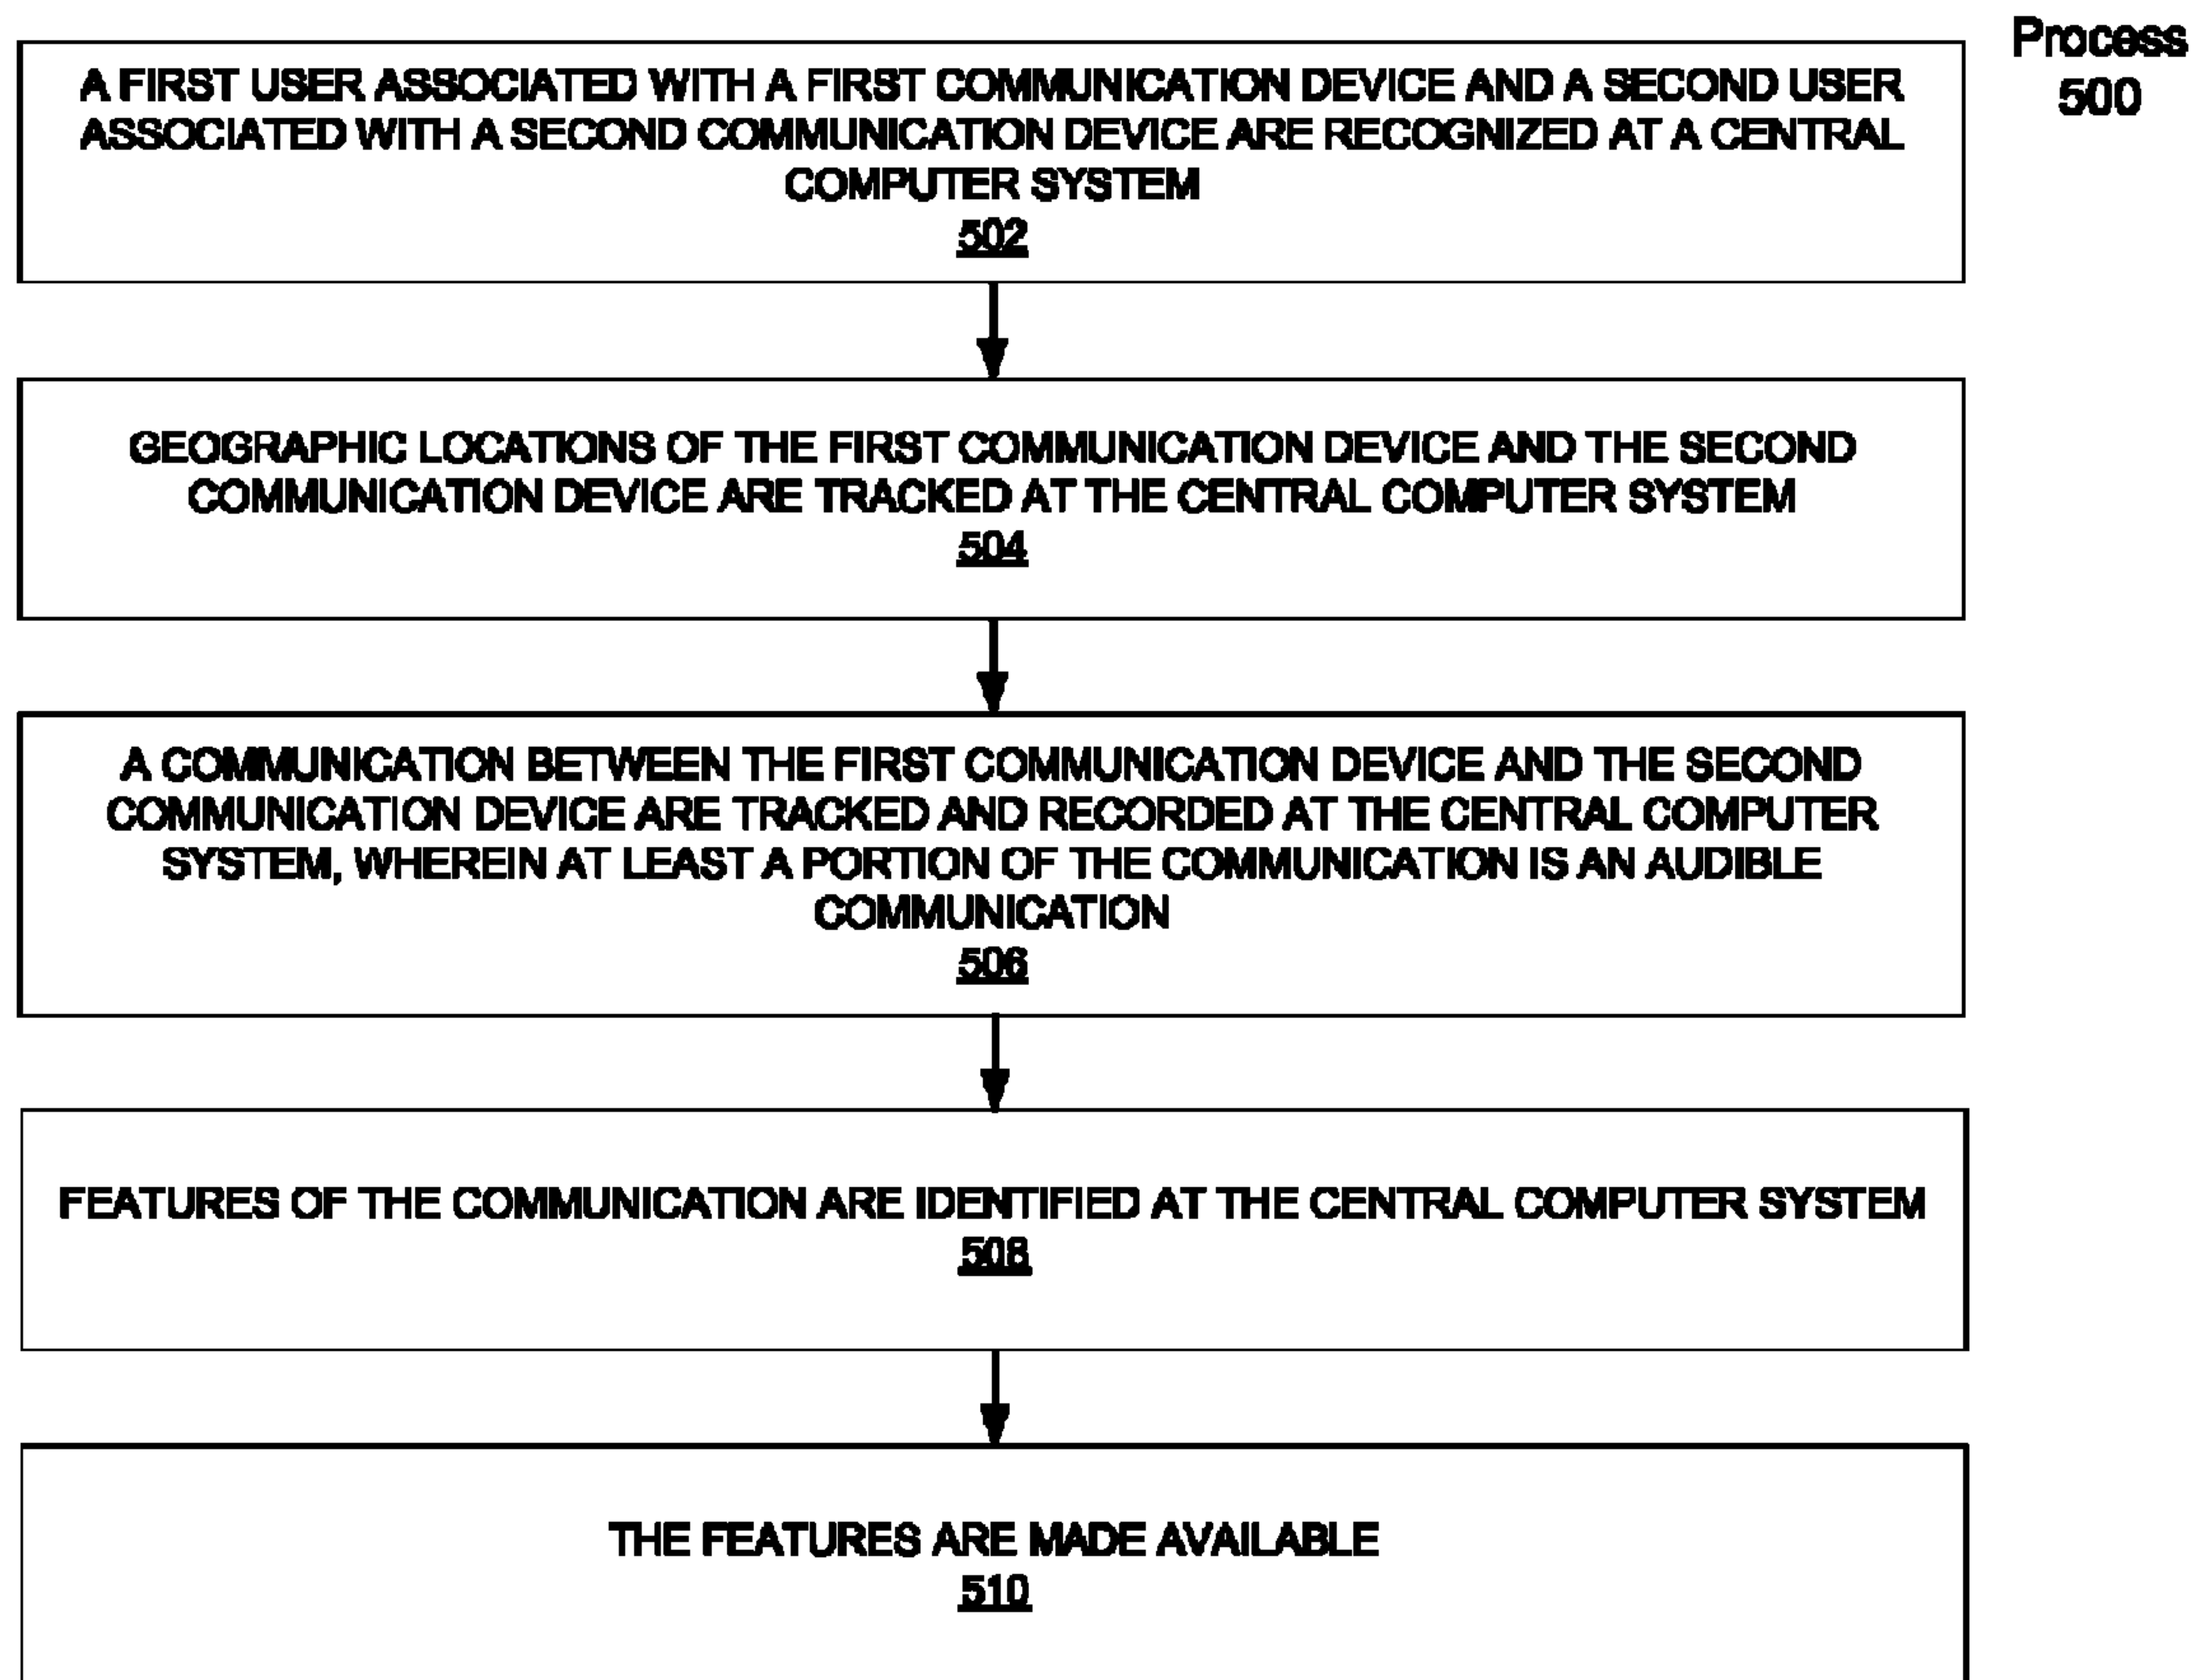 Process
500
A FIRST USER ASSOCIATED WITH A FIRST COMMUNICATION DEVICE AND A SECOND USER
ASSOCIATED WITH A SECOND COMMUNICATION DEVICE ARE RECOGNIZED AT A CENTRAL
COMPUTER SYSTEM
502
GEOGRAPHIC LOCATIONS OF THE FIRST COMMUNICATION DEVICE AND THE SECOND
COMMUNICATION DEVICE ARE TRACKED AT THE CENTRAL COMPUTER SYSTEM
504
A COMMUNICATION BETWEEN THE FIRST COMMUNICATION DEVICE AND THE SECOND
COMMUNICATION DEVICE ARE TRACKED AND RECORDED AT THE CENTRAL COMPUTER
SYSTEM, WHEREIN AT LEAST A PORTION OF THE COMMUNICATION IS AN AUDIBLE
COMMUNICATION
506
FEATURES OF THE COMMUNICATION ARE IDENTIFIED AT THE CENTRAL COMPUTER SYSTEM
508
THE FEATURES ARE MADE AVAILABLE
510